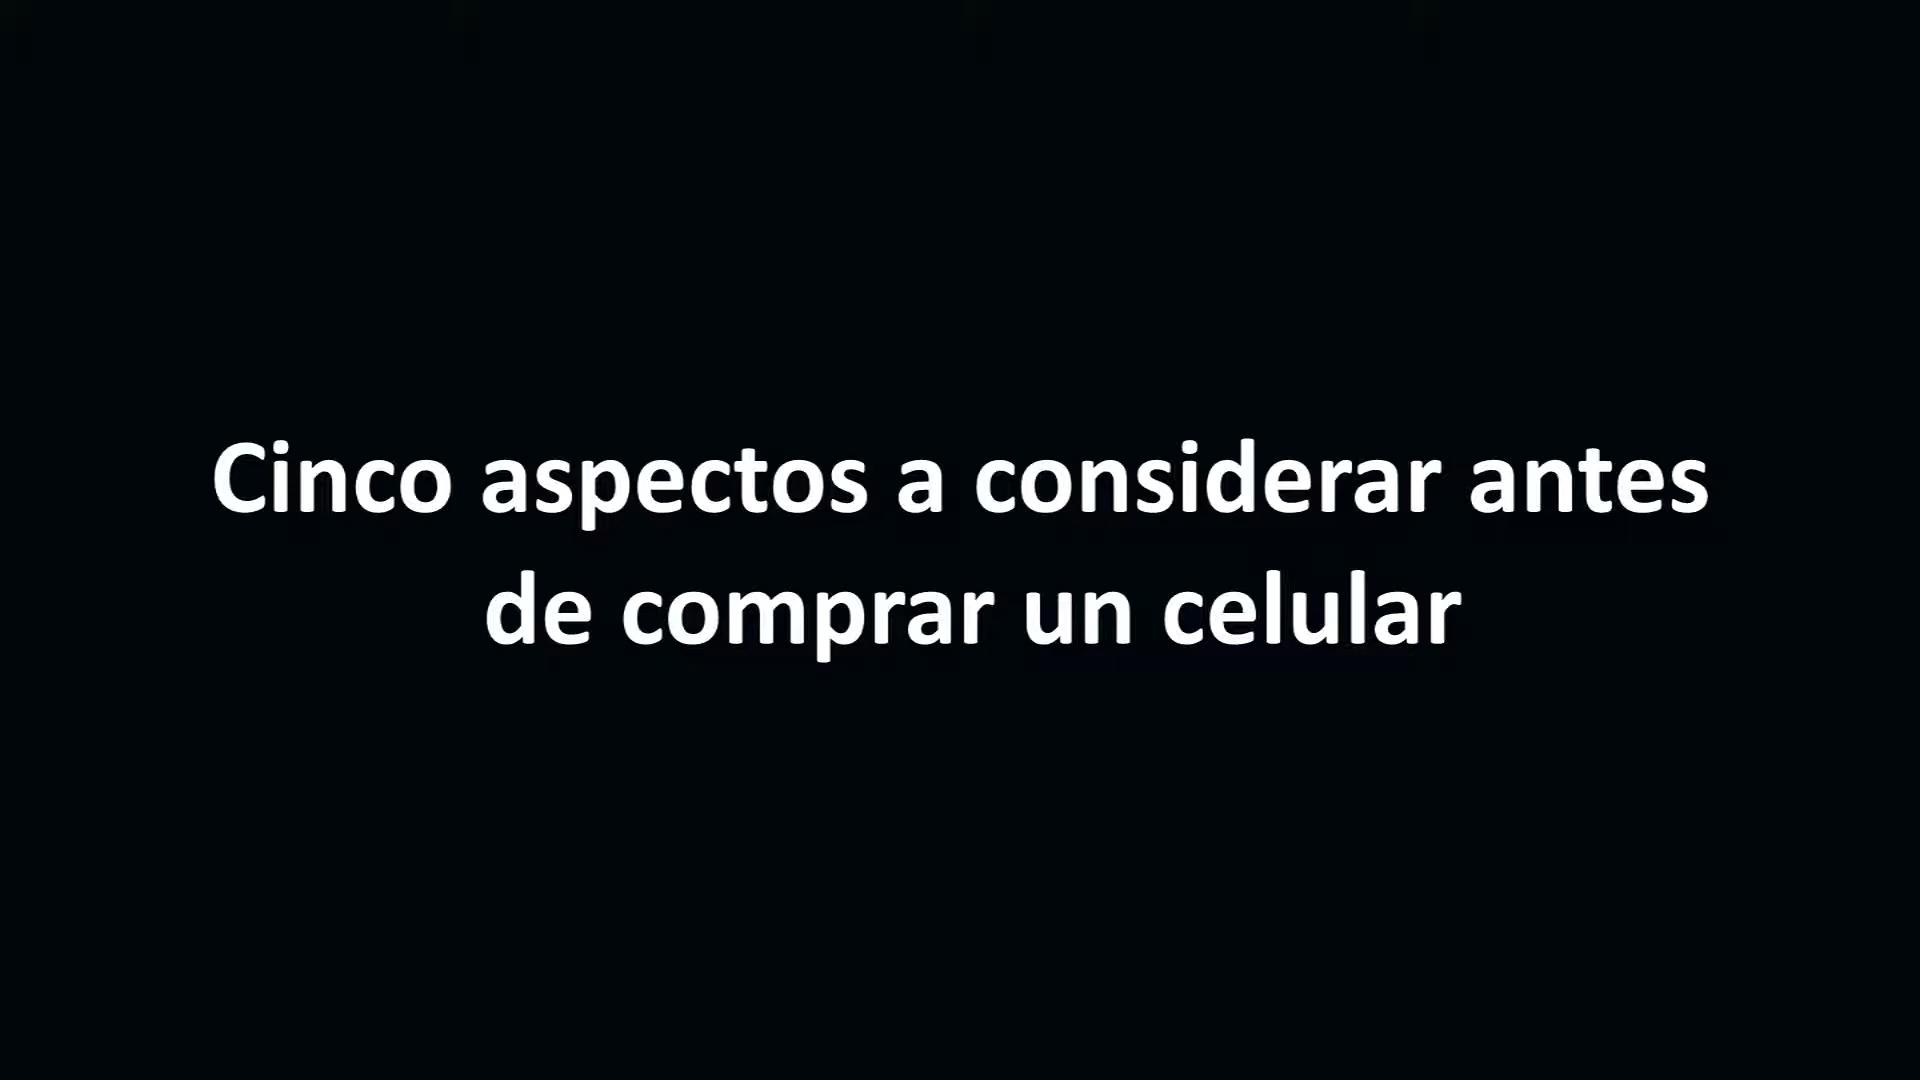 Cinco aspectos a considerar antes
de comprar un celular